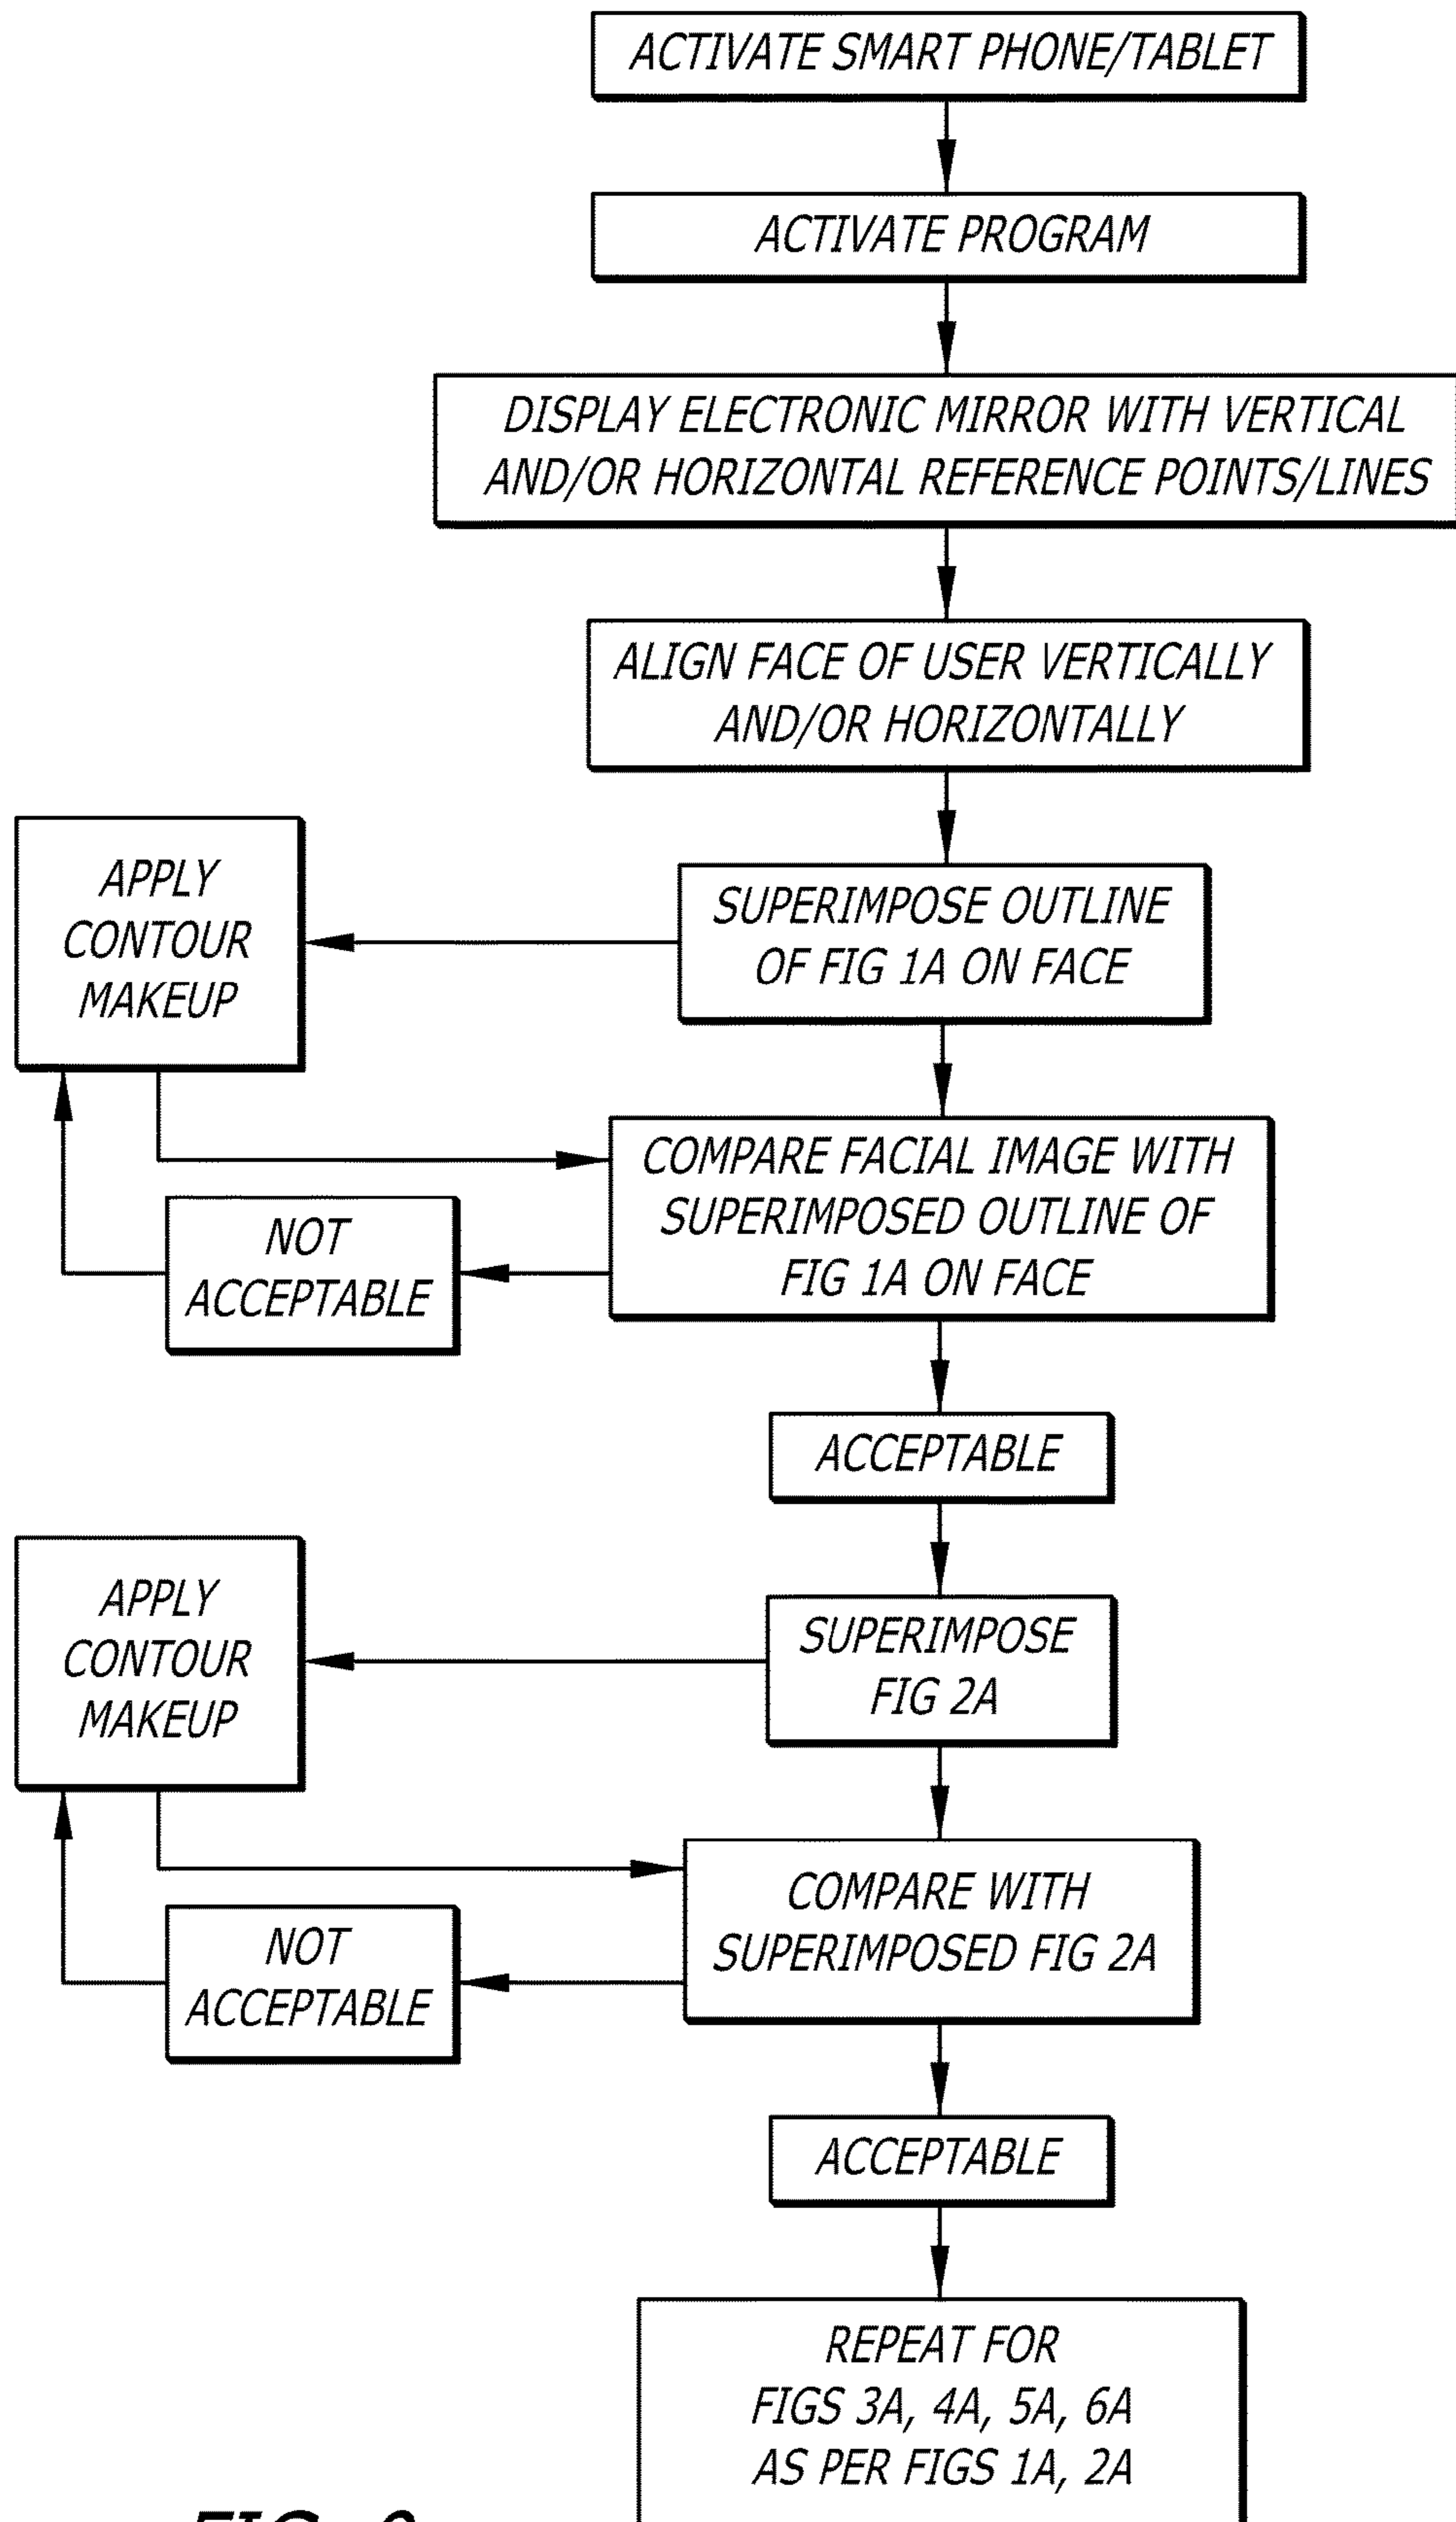 ACTIVATE SMART PHONE/TABLET
ACTIVATE PROGRAM
DISPLAY ELECTRONIC MIRROR WITH VERTICAL
AND/OR HORIZONTAL REFERENCE POINTS/LINES
ALIGN FACE OF USER VERTICALLY
AND/OR HORIZONTALLY
APPLY
CONTOUR
MAKEUP
SUPERIMPOSE OUTLINE
OF FIG 1A ON FACE
COMPARE FACIAL IMAGE WITH
SUPERIMPOSED OUTLINE OF
FIG 1A ON FACE
NOT
ACCEPTABLE
ACCEPTABLE
APPLY
CONTOUR
MAKEUP
SUPERIMPOSE
FIG 2A
COMPARE WITH
SUPERIMPOSED FIG 2A
NOT
ACCEPTABLE
ACCEPTABLE
REPEAT FOR
FIGS 3A, 4A, 5A, 6A
AS PER FIGS 1A, 2A
FIG.